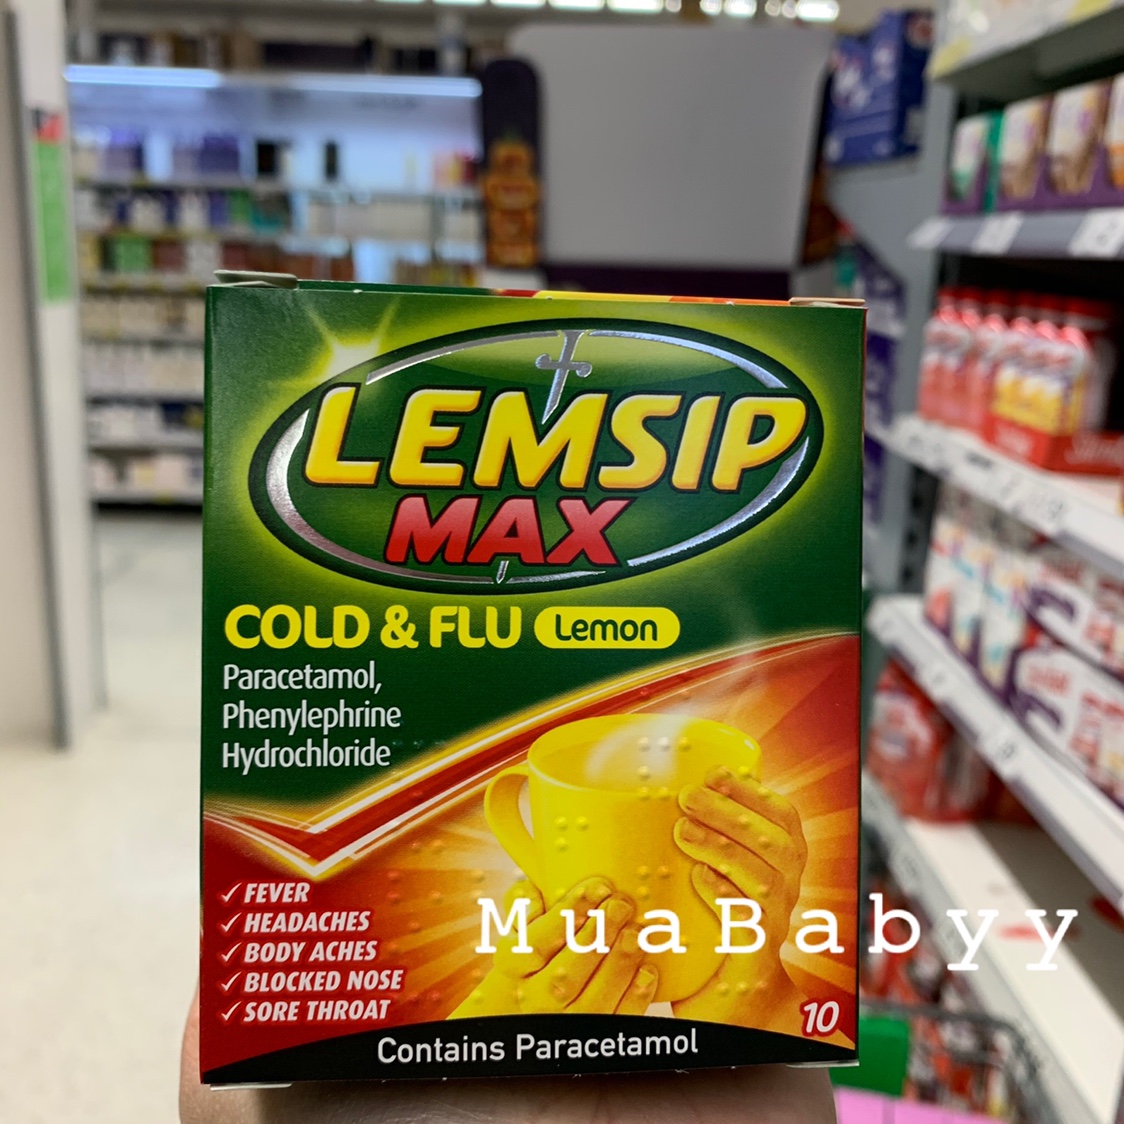 LEMSIP
MAX
COLD & FLU Lemon
Paracetamol,
Phenylephrine
Hydrochloride
✓ FEVER
✓ HEADACHES
✓ BODY ACHES
✓ BLOCKED NOSE
✓ SORE THROAT
MuaBabyy
10
Contains Paracetamol